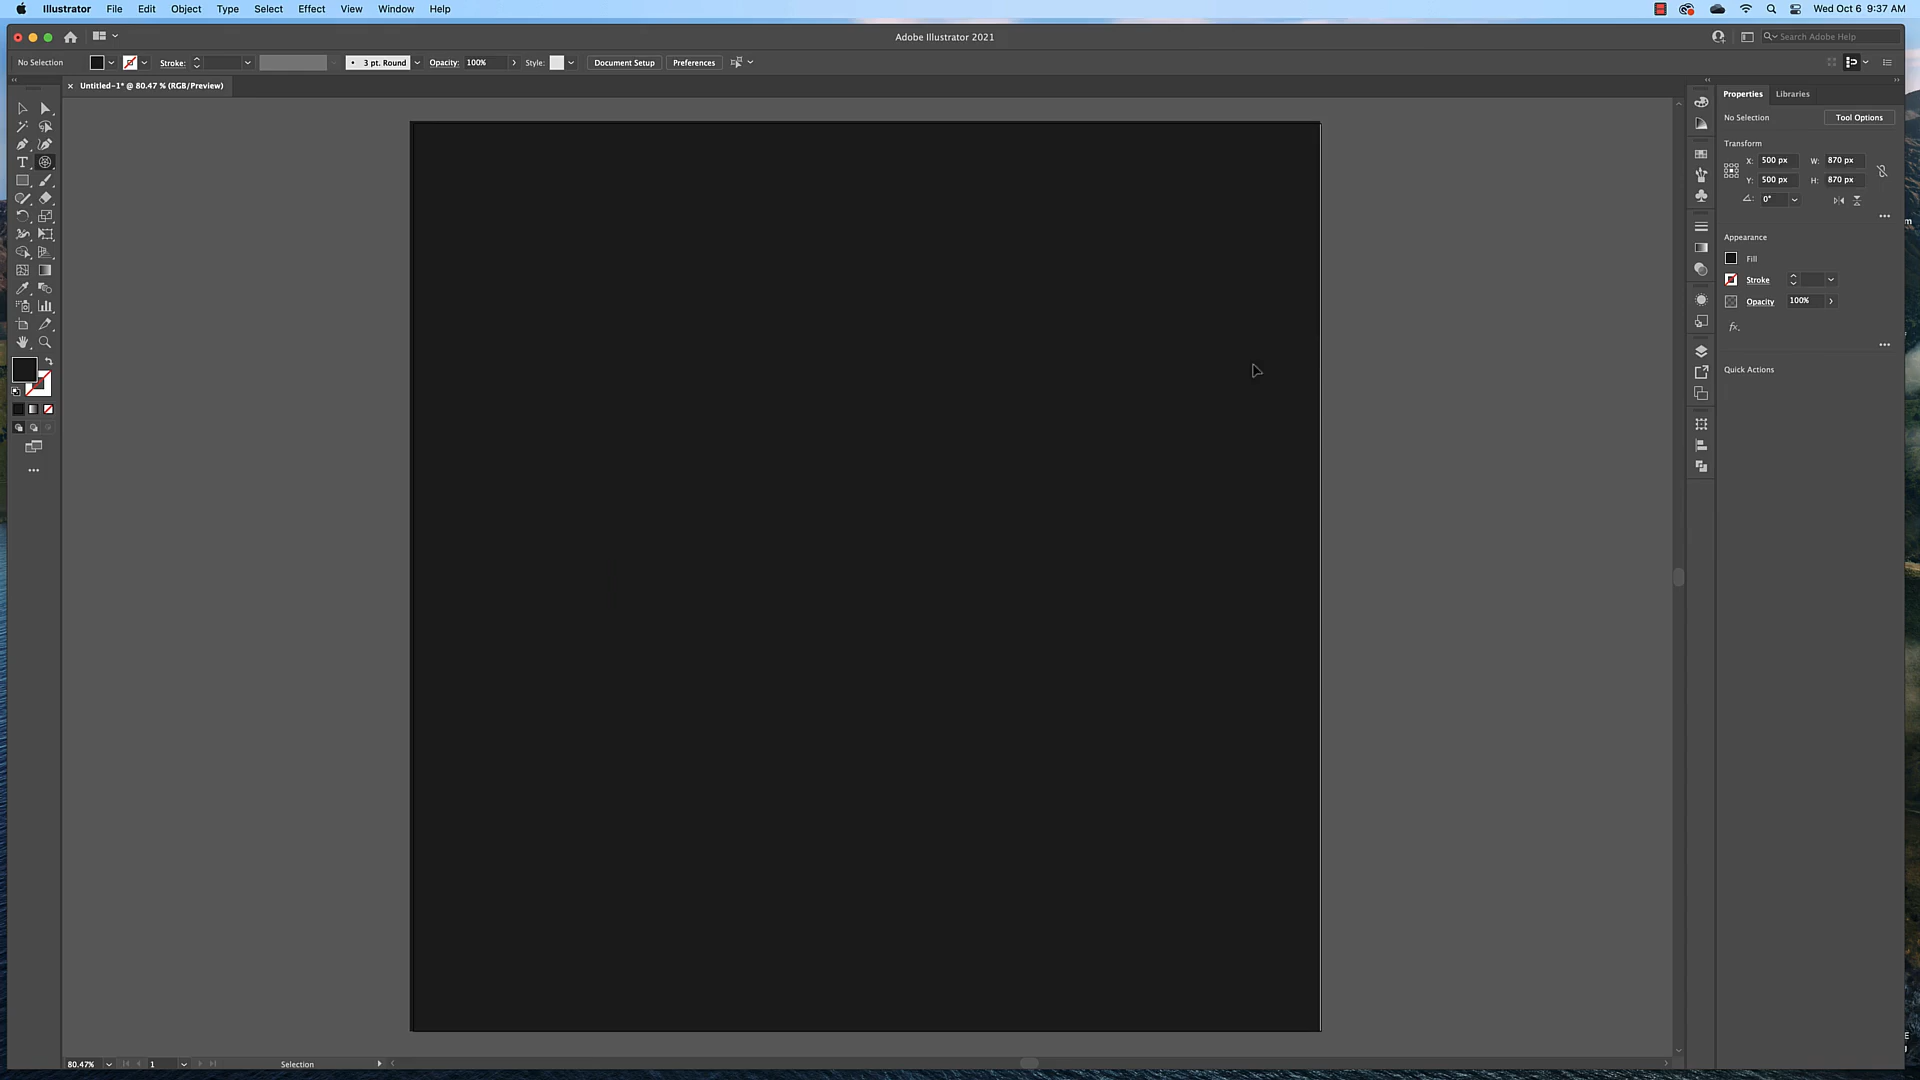 Illustrator File Edit Object Type Select Effect View Window Help
Wed Oct 6 9:37 AM
Adobe Illustrator 2021
Search Adobe Help
No Selection
Stroke:
3 pt. Round
Opacity: 100%
Style:
Document Setup
Preferences
× Untitled-1* @ 80.47 % (RGB/Preview)
Properties Libraries
No Selection
Tool Options
Transform
X: 500 px W: 870 px
Y: 500 px H: 870 px
0°
Appearance
Fill
Stroke
Opacity 100%
fx.
Quick Actions
80.47%
1
Selection